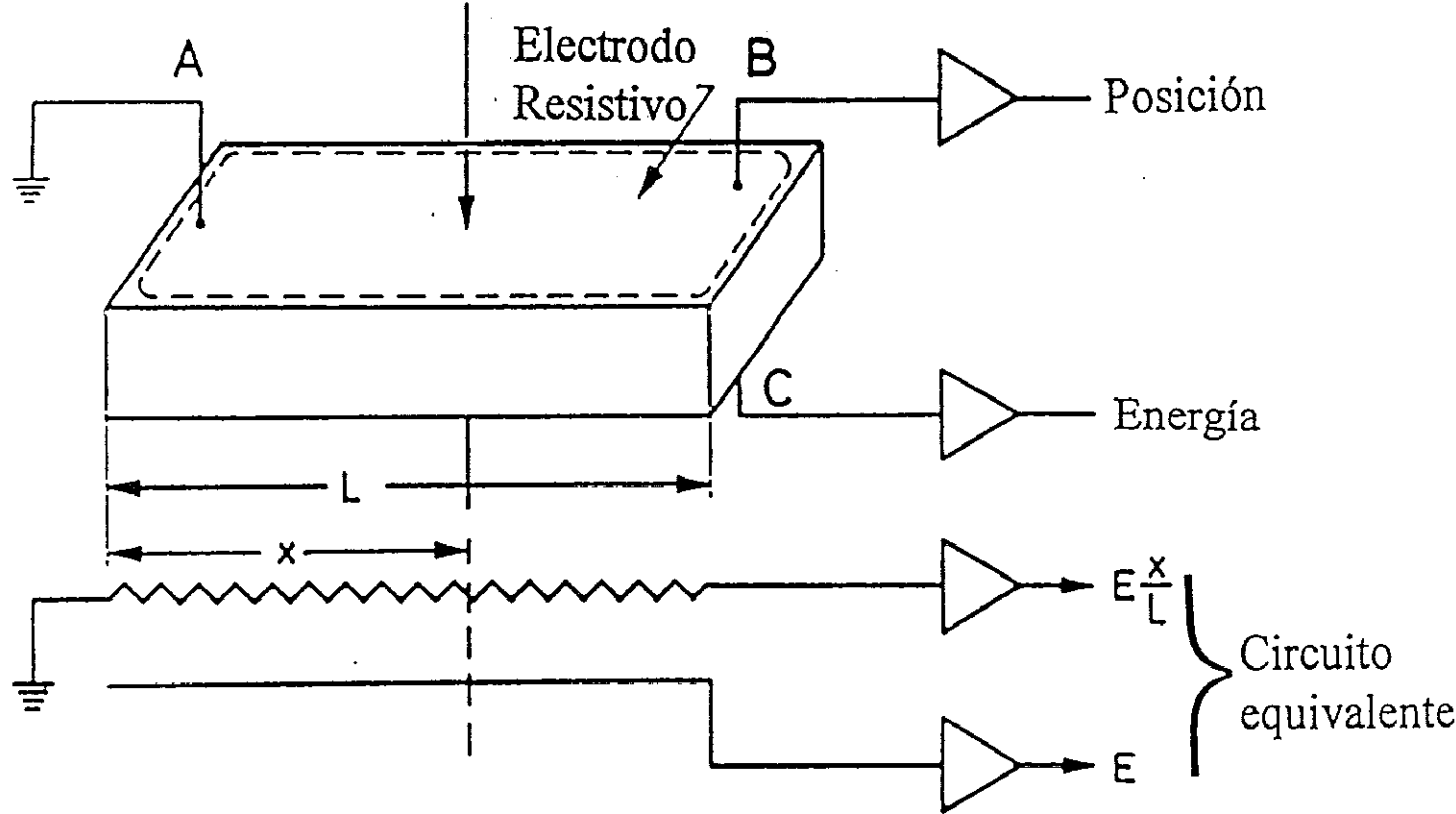 A
Electrodo
Resistivo
B
Posición
C
Energía
L
x
E x/L
Circuito
equivalente
E